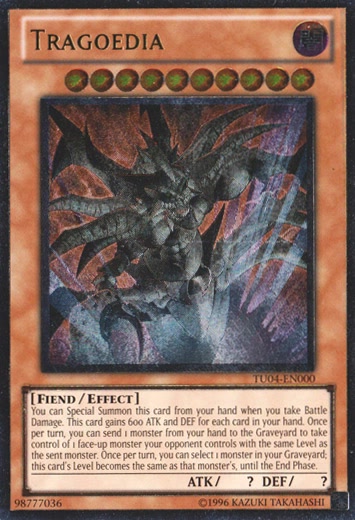 TRAGOEDIA
TU04-EN000
[FIEND / EFFECT]
You can Special Summon this card from your hand when you take Battle
Damage. This card gains 600 ATK and DEF for each card in your hand. Once
per turn, you can send 1 monster from your hand to the Graveyard to take
control of 1 face-up monster your opponent controls with the same Level as
the sent monster. Once per turn, you can select 1 monster in your Graveyard;
this card's Level becomes the same as that monster's, until the End Phase.
ATK / ? DEF / ?
98777036 ©1996 KAZUKI TAKAHASHI